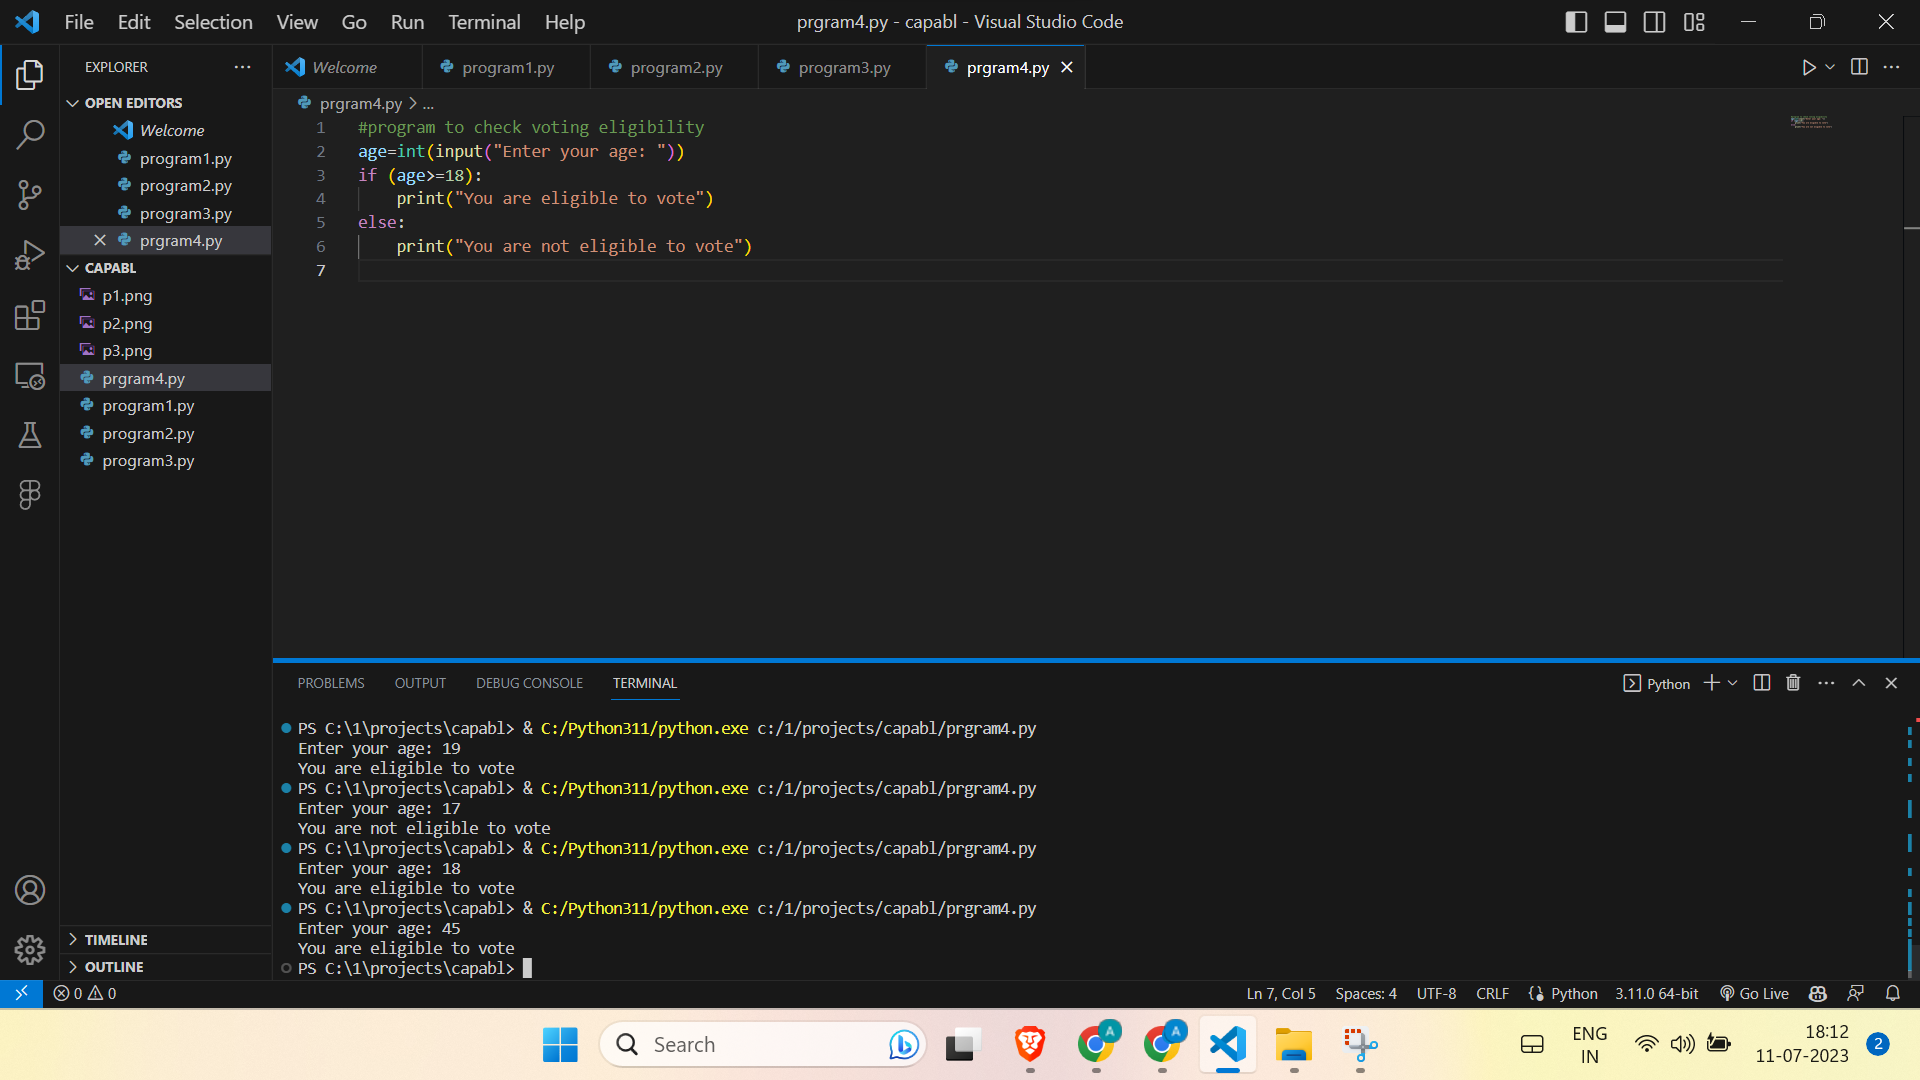 File Edit Selection View Go Run Terminal Help
prgram4.py - capabl - Visual Studio Code
EXPLORER
Welcome program1.py program2.py program3.py prgram4.py
OPEN EDITORS
Welcome
program1.py
program2.py
program3.py
prgram4.py
CAPABL
p1.png
p2.png
p3.png
prgram4.py
program1.py
program2.py
program3.py
TIMELINE
OUTLINE
prgram4.py > ...
1 #program to check voting eligibility
2 age=int(input("Enter your age: "))
3 if (age>=18):
4     print("You are eligible to vote")
5 else:
6     print("You are not eligible to vote")
7
PROBLEMS OUTPUT DEBUG CONSOLE TERMINAL
Python
PS C:\1\projects\capabl> & C:/Python311/python.exe c:/1/projects/capabl/prgram4.py
Enter your age: 19
You are eligible to vote
PS C:\1\projects\capabl> & C:/Python311/python.exe c:/1/projects/capabl/prgram4.py
Enter your age: 17
You are not eligible to vote
PS C:\1\projects\capabl> & C:/Python311/python.exe c:/1/projects/capabl/prgram4.py
Enter your age: 18
You are eligible to vote
PS C:\1\projects\capabl> & C:/Python311/python.exe c:/1/projects/capabl/prgram4.py
Enter your age: 45
You are eligible to vote
PS C:\1\projects\capabl>
0 0 Ln 7, Col 5 Spaces: 4 UTF-8 CRLF Python 3.11.0 64-bit Go Live
Search
A
A
ENG
IN
18:12
11-07-2023
2